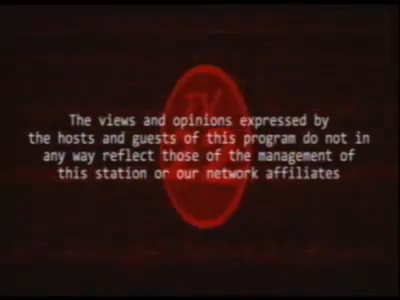 TV
The views and opinions expressed by
the hosts and guests of this program do not in
any way reflect those of the management of
this station or our network affiliates